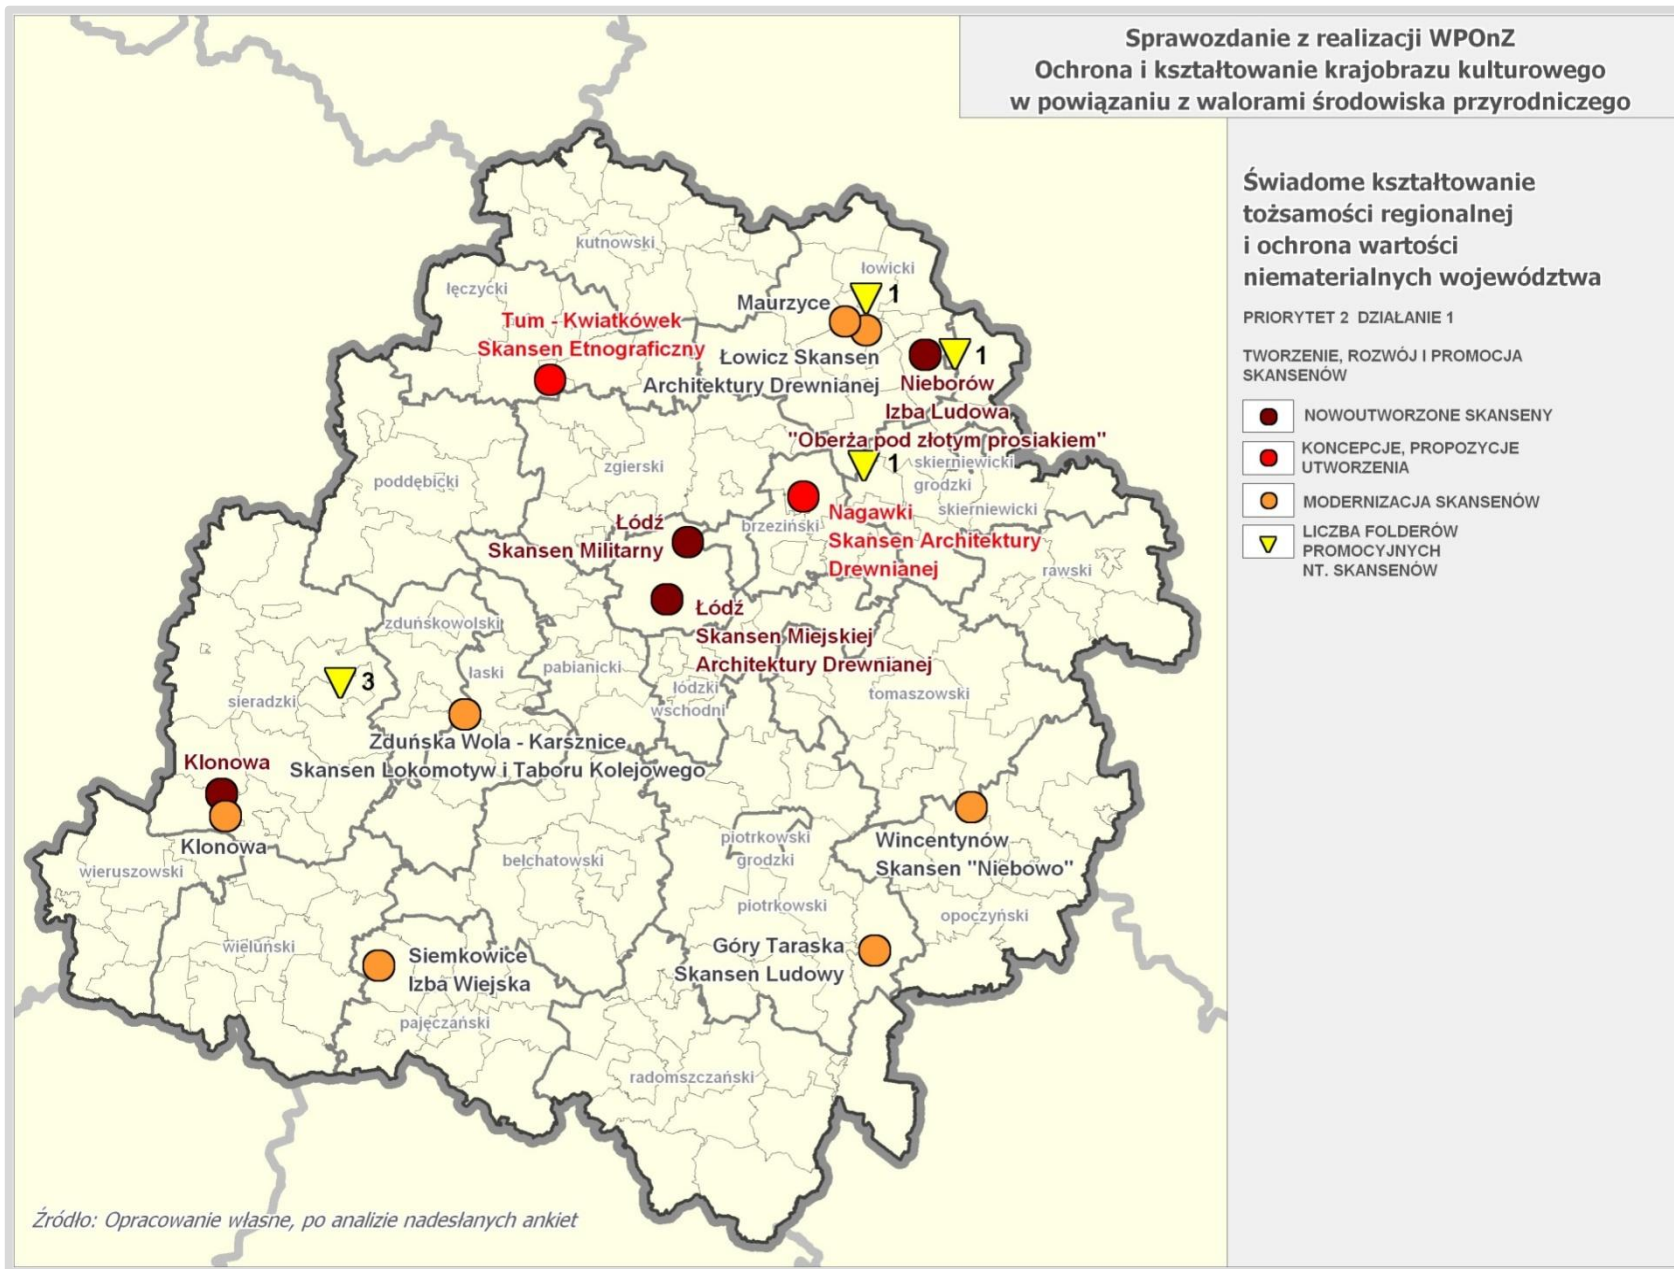 Sprawozdanie z realizacji WPOnZ
Ochrona i kształtowanie krajobrazu kulturowego
w powiązaniu z walorami środowiska przyrodniczego
Świadome kształtowanie
tożsamości regionalnej
i ochrona wartości
niematerialnych województwa
PRIORYTET 2 DZIAŁANIE 1
TWORZENIE, ROZWÓJ I PROMOCJA
SKANSENÓW
NOWOUTWORZONE SKANSENY
KONCEPCJE, PROPOZYCJE
UTWORZENIA
MODERNIZACJA SKANSENÓW
LICZBA FOLDERÓW
PROMOCYJNYCH
NT. SKANSENÓW
kutnowski
łowicki
łęczycki
1
Maurzyce
Tum - Kwiatkówek
Skansen Etnograficzny
Łowicz Skansen
Architektury Drewnianej
1
Nieborów
Izba Ludowa
"Oberża pod złotym prosiakiem"
1
zgierski
skierniewicki
grodzki
skierniewicki
poddębicki
brzeziński
Nagawki
Skansen Architektury
Drewnianej
Łódź
Skansen Militarny
rawski
Łódź
Skansen Miejskiej
Architektury Drewnianej
zduńskowolski
łaski
pabianicki
łódzki
wschodni
tomaszowski
3
sieradzki
Zduńska Wola - Karsznice
Skansen Lokomotyw i Taboru Kolejowego
Klonowa
Klonowa
Wincentynów
Skansen "Niebowo"
piotrkowski
grodzki
bełchatowski
wieruszowski
piotrkowski
opoczyński
wieluński
Siemkowice
Izba Wiejska
Góry Taraska
Skansen Ludowy
pajęczański
radomszczański
Źródło: Opracowanie własne, po analizie nadesłanych ankiet